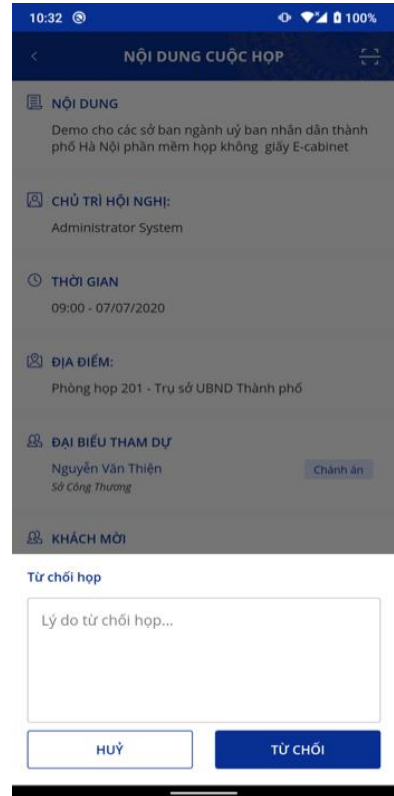 10:32 100%
NỘI DUNG CUỘC HỌP
NỘI DUNG
Demo cho các sở ban ngành uỷ ban nhân dân thành
phố Hà Nội phần mềm họp không giấy E-cabinet
CHỦ TRÌ HỘI NGHỊ:
Administrator System
THỜI GIAN
09:00 - 07/07/2020
ĐỊA ĐIỂM:
Phòng họp 201 - Trụ sở UBND Thành phố
ĐẠI BIỂU THAM DỰ
Nguyễn Văn Thiện Chánh án
Sở Công Thương
KHÁCH MỜI
Từ chối họp
Lý do từ chối họp...
HUỶ TỪ CHỐI